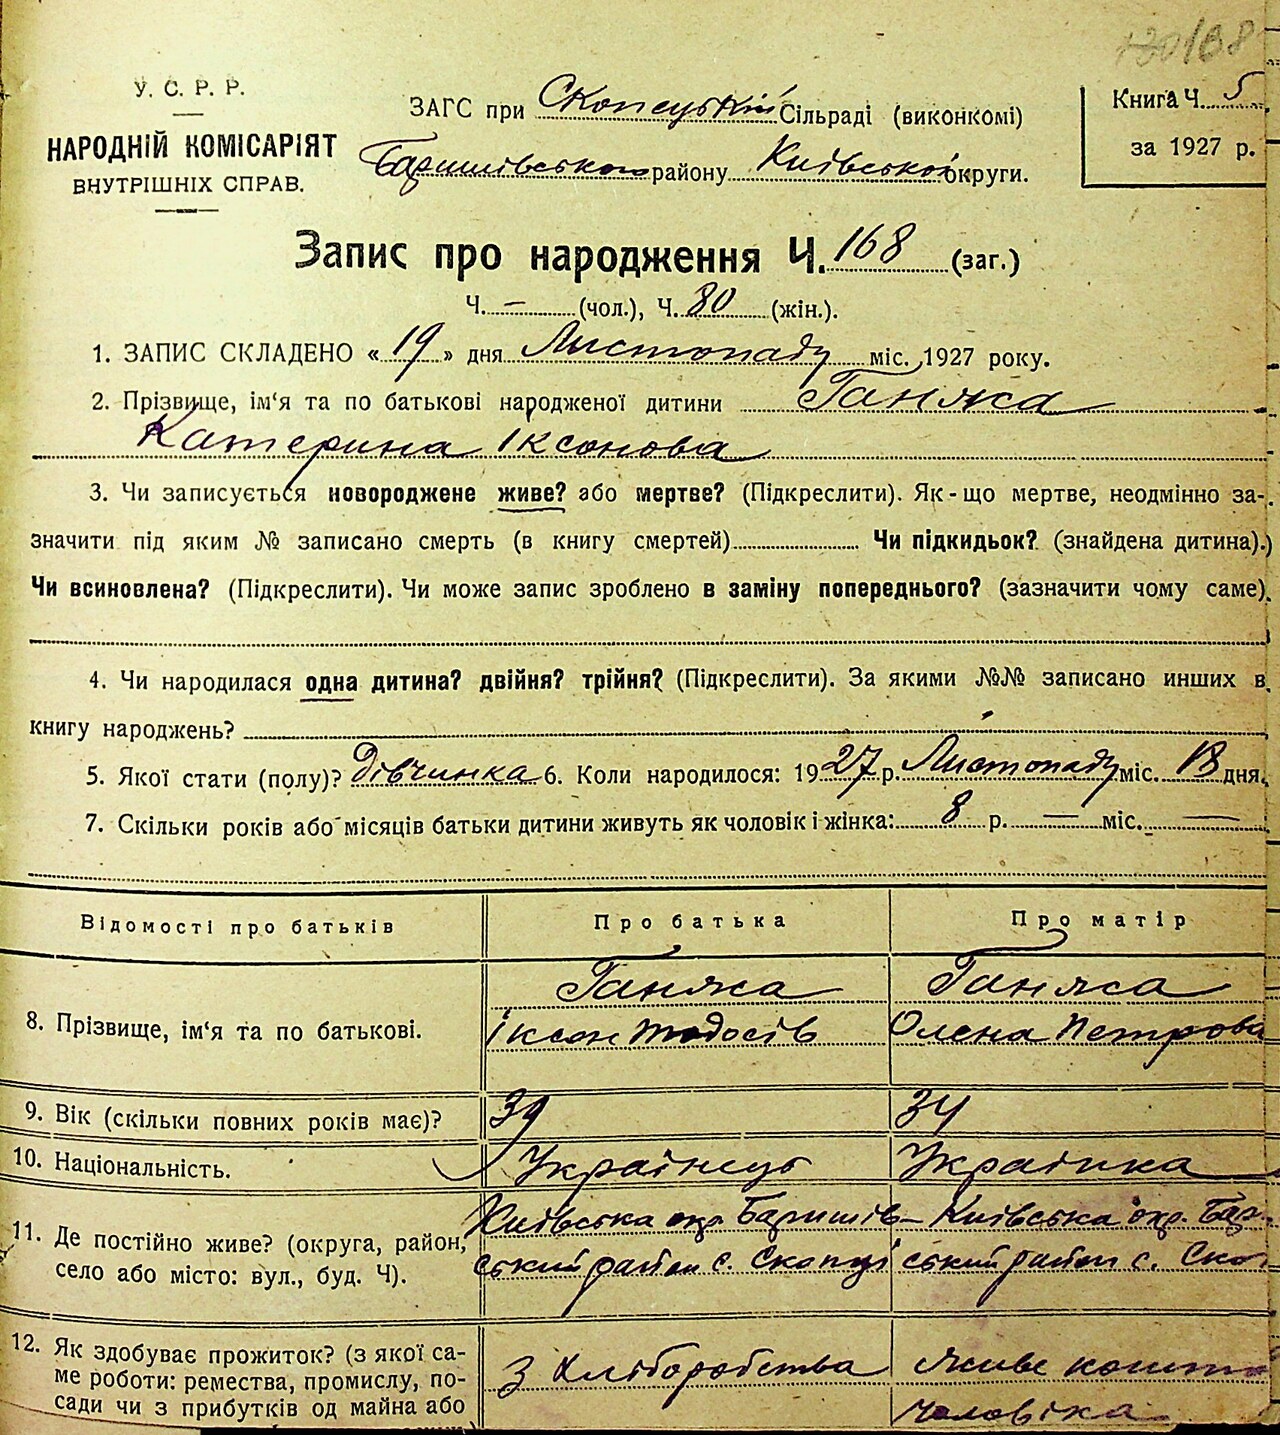 У. С. Р. Р.
НАРОДНІЙ КОМІСАРІЯТ
ВНУТРІШНІХ СПРАВ.
ЗАГС при Скопецькій Сільраді (виконкомі)
Баришівського району Київської округи.
Книга Ч. 5
за 1927 р.
Запис про народження Ч. 168 (заг.)
Ч. — (чол.), Ч. 80 (жін.).
1. ЗАПИС СКЛАДЕНО « 19 » дня Листопаду міс. 1927 року.
2. Прізвище, ім‘я та по батькові народженої дитини Ганжа
Катерина Іксонова
3. Чи записується новороджене живе? або мертве? (Підкреслити). Як-що мертве, неодмінно за-
значити під яким № записано смерть (в книгу смертей) Чи підкидьок? (знайдена дитина).
Чи всиновлена? (Підкреслити). Чи може запис зроблено в заміну попереднього? (зазначити чому саме)
4. Чи народилася одна дитина? двійня? трійня? (Підкреслити). За якими №№ записано инших в
книгу народжень?
5. Якої стати (полу)? Дівчинка 6. Коли народилося: 1927 р. Листопаду міс. 18 дня.
7. Скільки років або місяців батьки дитини живуть як чоловік і жінка: 8 р. — міс. —
Відомості про батьків Про батька Про матір
8. Прізвище, ім‘я та по батькові.
Ганжа
Іксон Тодосів
Ганжа
Олена Петрова
9. Вік (скільки повних років має)? 39 34
10. Національність. Українець Українка
11. Де постійно живе? (округа, район,
село або місто: вул., буд. Ч).
Київська окр. Баришів-
ський район с. Скопці
Київська окр. Бар
ський район с. Ско
12. Як здобуває прожиток? (з якої са-
ме роботи: ремества, промислу, по-
сади чи з прибутків од майна або
З хліборобства
Живе кошт
чоловіка